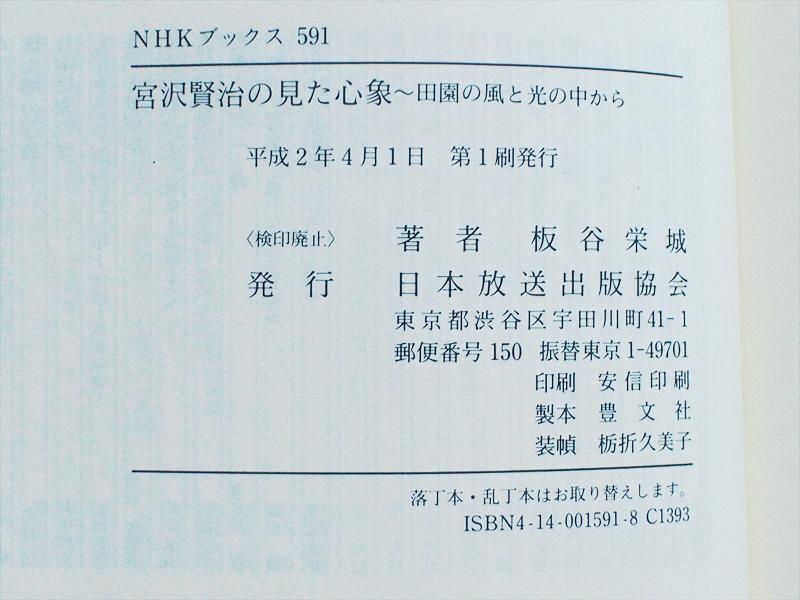 NHKブックス 591
宮沢賢治の見た心象～田園の風と光の中から
平成2年4月1日 第1刷発行
〈検印廃止〉 著者 板谷栄城
発行 日本放送出版協会
東京都渋谷区宇田川町41-1
郵便番号150 振替東京1-49701
印刷 安信印刷
製本 豊文社
装幀 栃折久美子
落丁本・乱丁本はお取り替えします。
ISBN4-14-001591-8 C1393